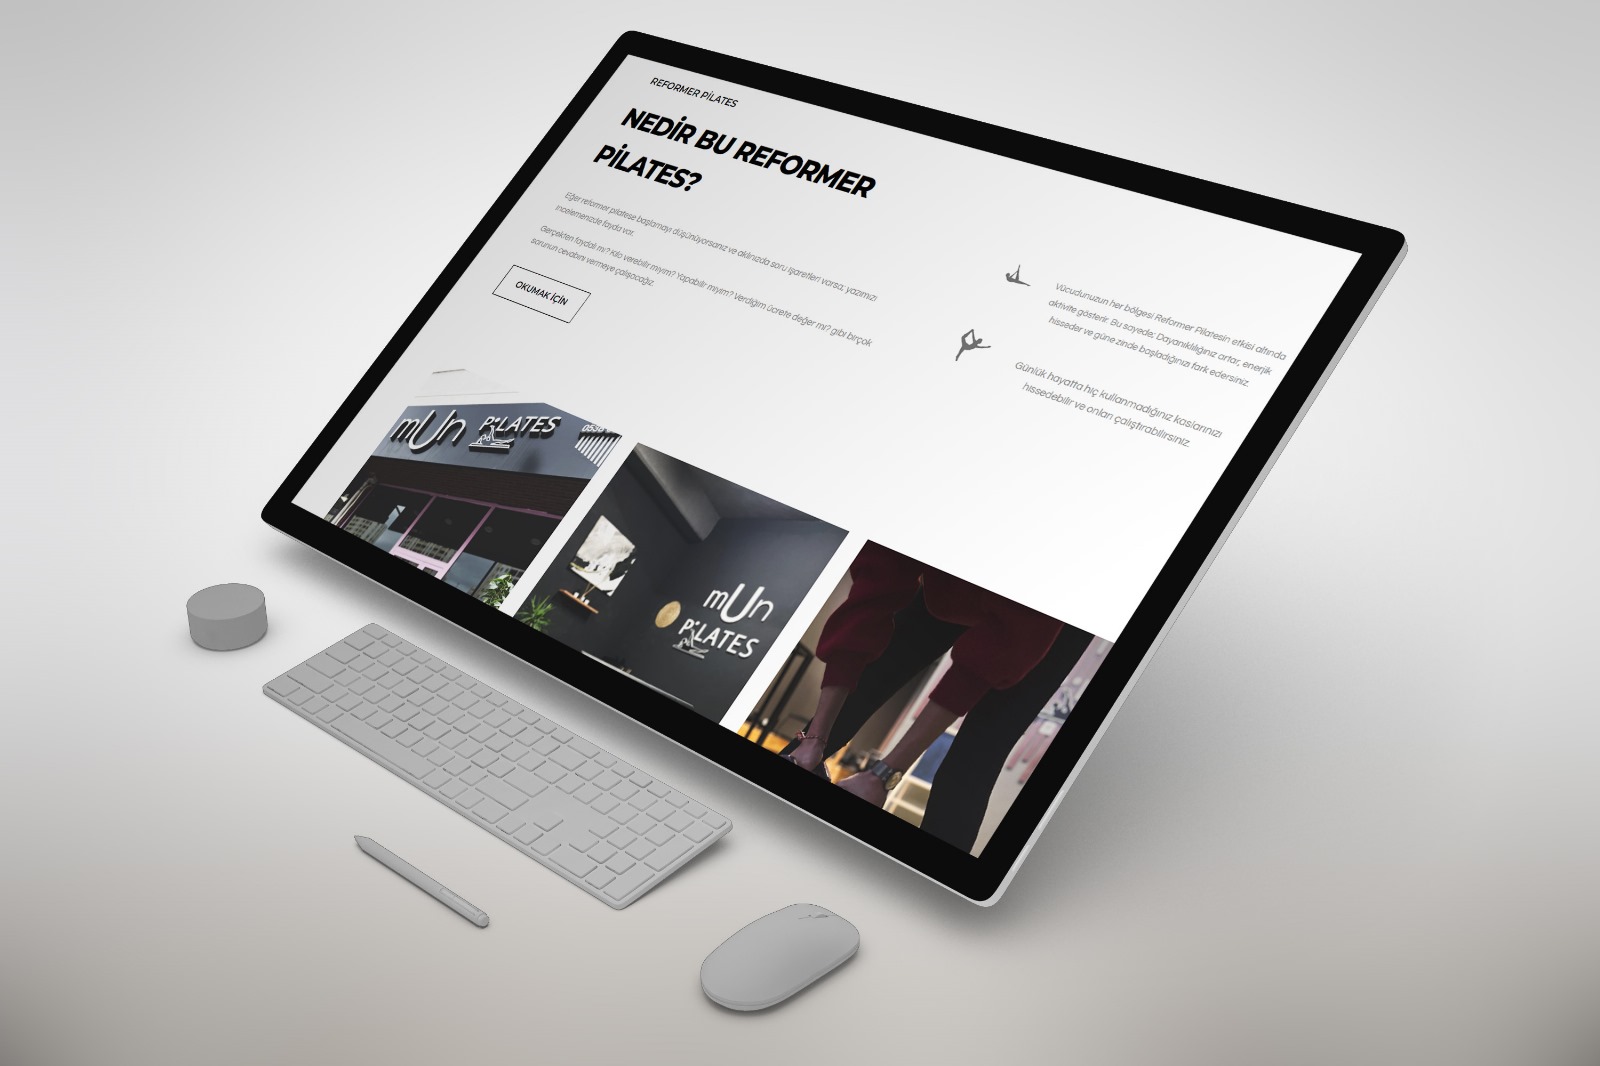 REFORMER PİLATES
NEDİR BU REFORMER
PİLATES?
Eğer reformer pilatese başlamayı düşünüyorsanız ve aklınızda soru işaretleri varsa; yazımızı
incelemenizde fayda var.
Gerçekten faydalı mı? Kilo verebilir miyim? Yapabilir miyim? Verdiğim ücrete değer mi? gibi birçok
sorunun cevabını vermeye çalışacağız.
OKUMAK İÇİN
Vücudunuzun her bölgesi Reformer Pilatesin etkisi altında
aktivite gösterir. Bu sayede; Dayanıklılığınız artar, enerjik
hisseder ve güne zinde başladığınızı fark edersiniz.
Günlük hayatta hiç kullanmadığınız kaslarınızı
hissedebilir ve onları çalıştırabilirsiniz.
mUn PİLATES
mUn
PİLATES